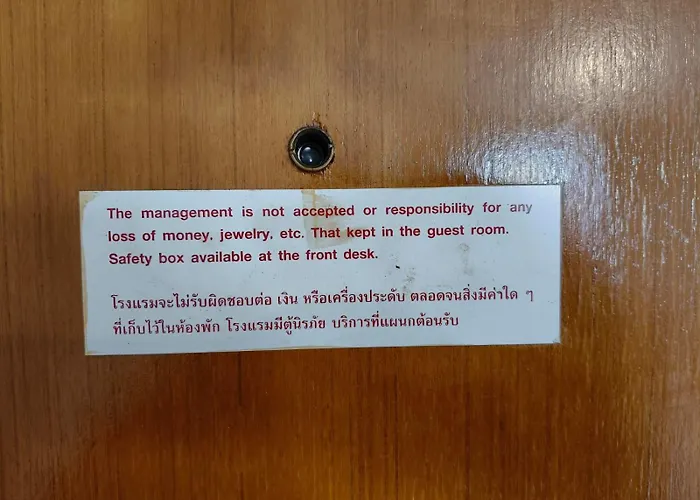 The management is not accepted or responsibility for any
loss of money, jewelry, etc. That kept in the guest room.
Safety box available at the front desk.
โรงแรมจะไม่รับผิดชอบต่อ เงิน หรือเครื่องประดับ ตลอดจนสิ่งมีค่าใด ๆ
ที่เก็บไว้ในห้องพัก โรงแรมมีตู้นิรภัย บริการที่แผนกต้อนรับ